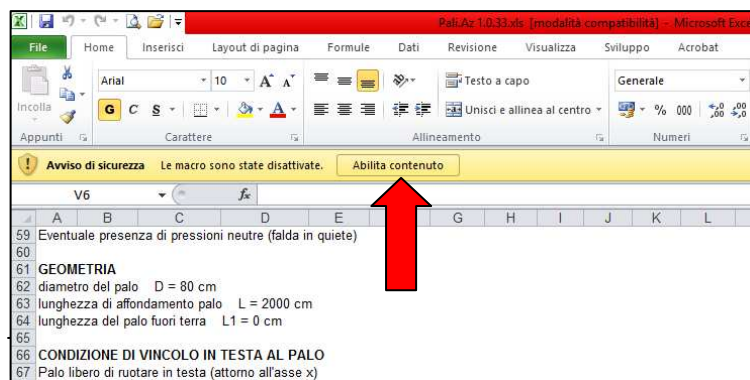 Pali.Az 1.0.33.xls [modalità compatibilità] - Microsoft Exce
File Home Inserisci Layout di pagina Formule Dati Revisione Visualizza Sviluppo Acrobat
Incolla Arial 10 A A Testo a capo Generale
G C S A Unisci e allinea al centro % 000 ,00 ,00
Appunti Carattere Allineamento Numeri
Avviso di sicurezza Le macro sono state disattivate. Abilita contenuto
V6 fx
A B C D E G H I J K L
59 Eventuale presenza di pressioni neutre (falda in quiete)
60
61 GEOMETRIA
62 diametro del palo D = 80 cm
63 lunghezza di affondamento palo L = 2000 cm
64 lunghezza del palo fuori terra L1 = 0 cm
65
66 CONDIZIONE DI VINCOLO IN TESTA AL PALO
67 Palo libero di ruotare in testa (attorno all'asse x)